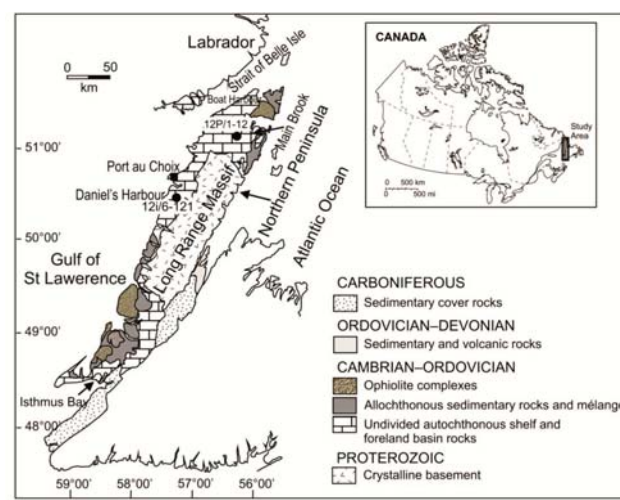 Labrador
Strait of Belle Isle
0 50
km
Boat Harbour
12P/1-12
Main Brook
51°00'
Port au Choix
Daniel's Harbour
12i/6-121
Northern Peninsula
Long Range Massif
Atlantic Ocean
50°00'
Gulf of
St Lawerence
49°00'
Isthmus Bay
48°00'
59°00' 58°00' 57°00' 56°00'
CANADA
Study
Area
0 500 km
0 500 mi
CARBONIFEROUS
Sedimentary cover rocks
ORDOVICIAN–DEVONIAN
Sedimentary and volcanic rocks
CAMBRIAN–ORDOVICIAN
Ophiolite complexes
Allochthonous sedimentary rocks and mélange
Undivided autochthonous shelf and
foreland basin rocks
PROTEROZOIC
Crystalline basement